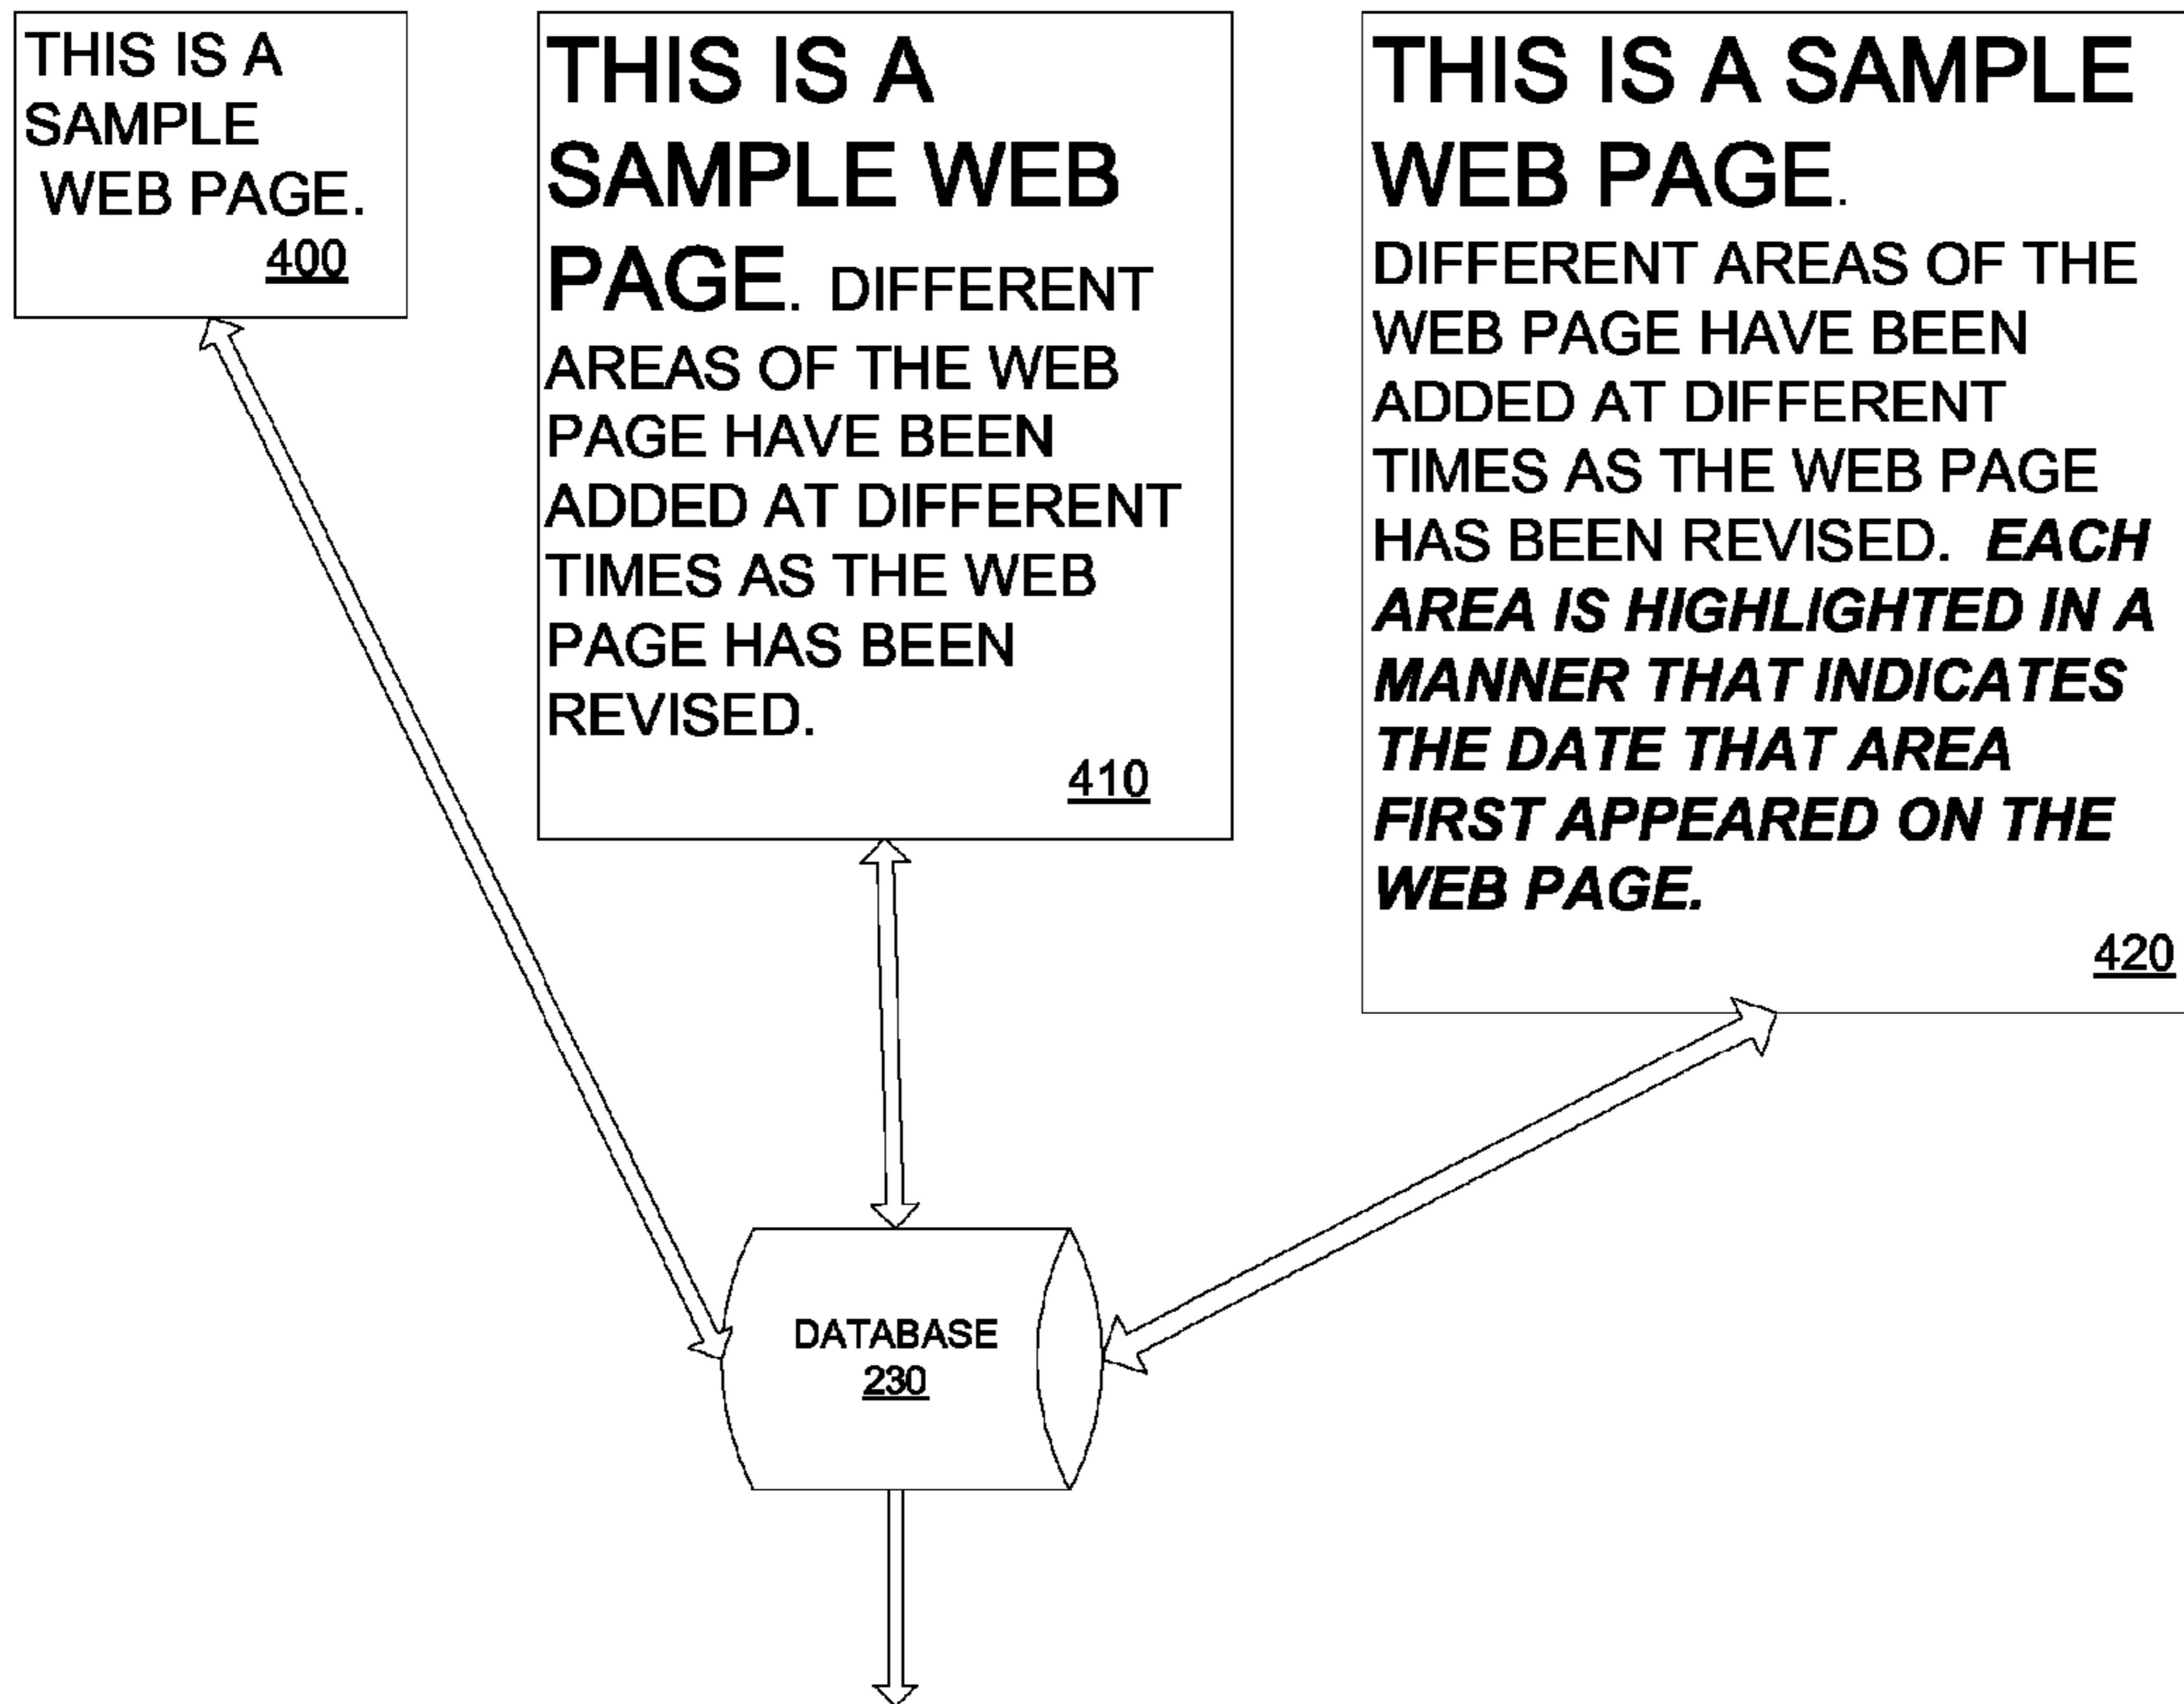 THIS IS A
SAMPLE
WEB PAGE.
400
THIS IS A
SAMPLE WEB
PAGE. DIFFERENT
AREAS OF THE WEB
PAGE HAVE BEEN
ADDED AT DIFFERENT
TIMES AS THE WEB
PAGE HAS BEEN
REVISED.
410
THIS IS A SAMPLE
WEB PAGE.
DIFFERENT AREAS OF THE
WEB PAGE HAVE BEEN
ADDED AT DIFFERENT
TIMES AS THE WEB PAGE
HAS BEEN REVISED. EACH
AREA IS HIGHLIGHTED IN A
MANNER THAT INDICATES
THE DATE THAT AREA
FIRST APPEARED ON THE
WEB PAGE.
420
DATABASE
230